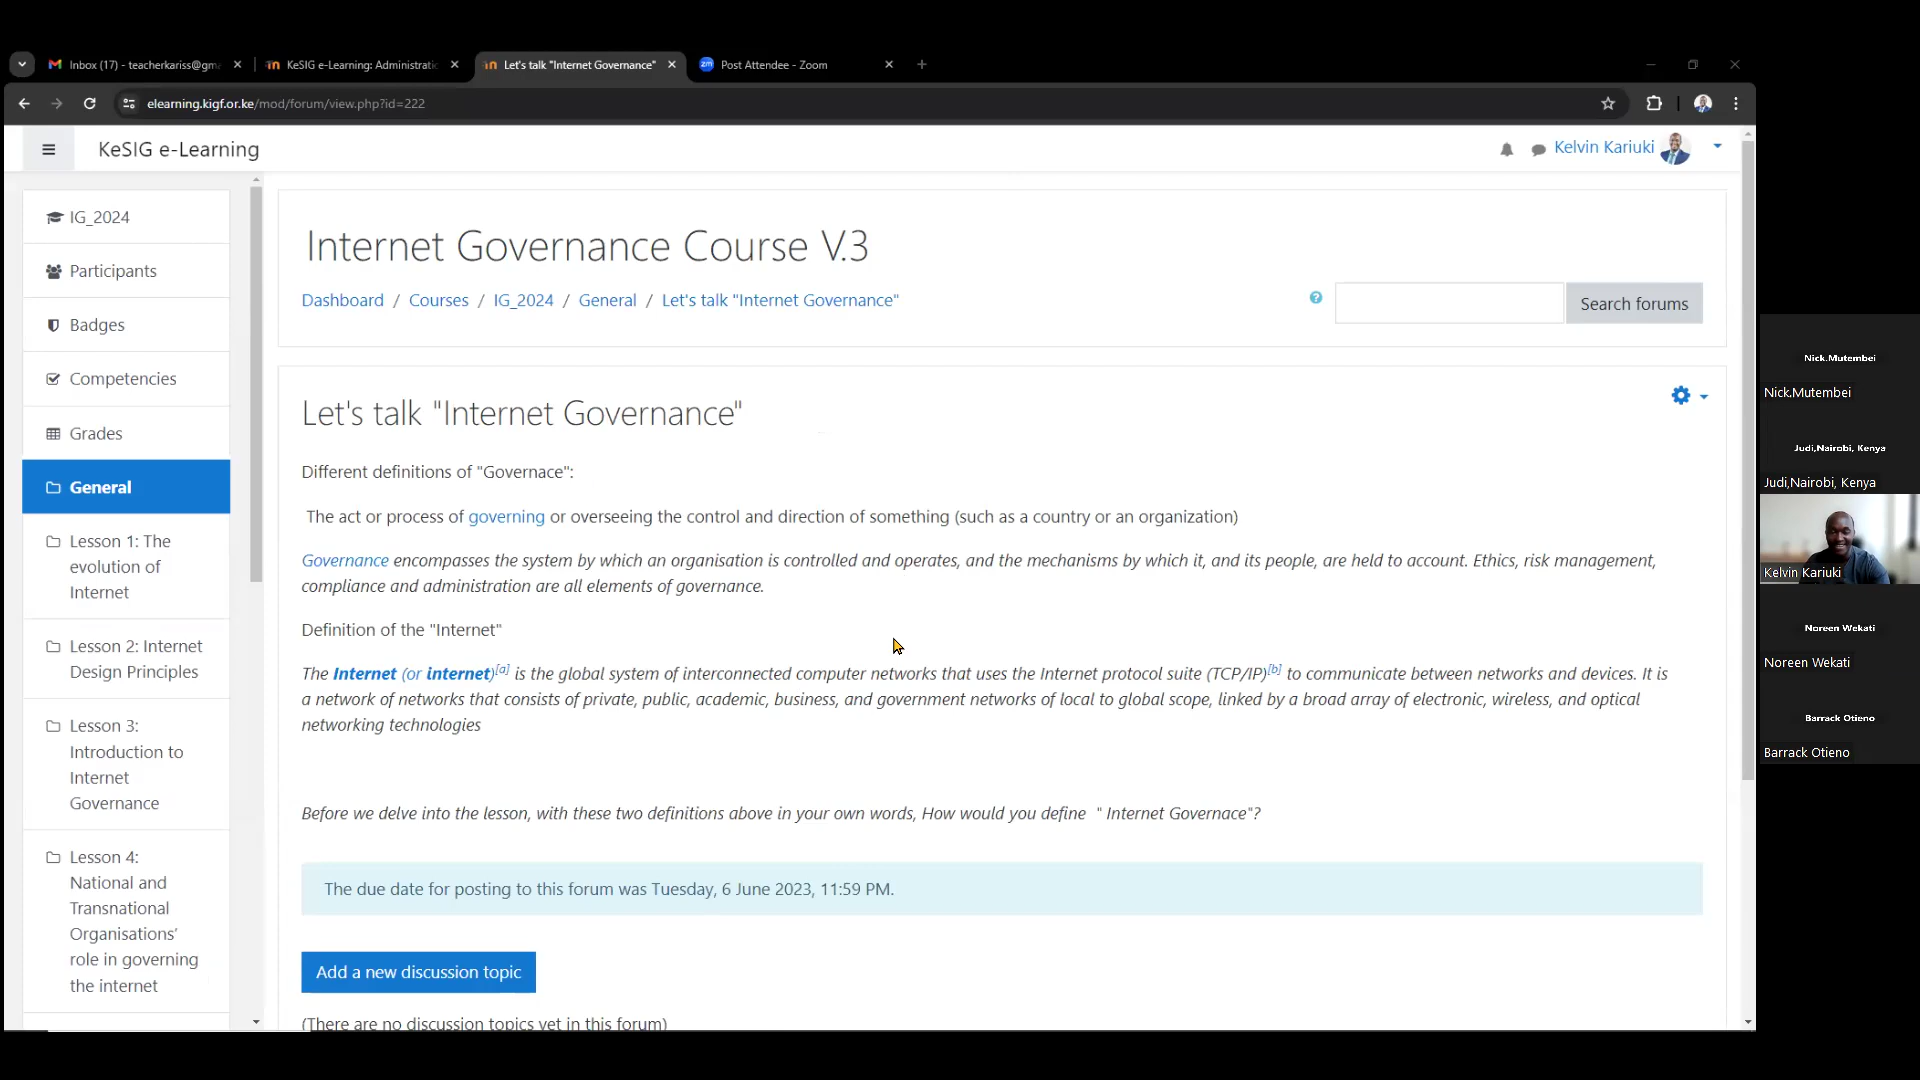 Inbox (17) - teacherkariss@gma
KeSIG e-Learning: Administratio
Let's talk "Internet Governance"
Post Attendee - Zoom
elearning.kigf.or.ke/mod/forum/view.php?id=222
KeSIG e-Learning
Kelvin Kariuki
IG_2024
Participants
Badges
Competencies
Grades
General
Lesson 1: The
evolution of
Internet
Lesson 2: Internet
Design Principles
Lesson 3:
Introduction to
Internet
Governance
Lesson 4:
National and
Transnational
Organisations'
role in governing
the internet
Internet Governance Course V.3
Dashboard / Courses / IG_2024 / General / Let's talk "Internet Governance"
Search forums
Let's talk "Internet Governance"
Different definitions of "Governace":
The act or process of governing or overseeing the control and direction of something (such as a country or an organization)
Governance encompasses the system by which an organisation is controlled and operates, and the mechanisms by which it, and its people, are held to account. Ethics, risk management,
compliance and administration are all elements of governance.
Definition of the "Internet"
The Internet (or internet)[a] is the global system of interconnected computer networks that uses the Internet protocol suite (TCP/IP)[b] to communicate between networks and devices. It is
a network of networks that consists of private, public, academic, business, and government networks of local to global scope, linked by a broad array of electronic, wireless, and optical
networking technologies
Before we delve into the lesson, with these two definitions above in your own words, How would you define " Internet Governace"?
The due date for posting to this forum was Tuesday, 6 June 2023, 11:59 PM.
Add a new discussion topic
(There are no discussion topics yet in this forum)
Nick.Mutembei
Nick.Mutembei
Judi,Nairobi, Kenya
Judi,Nairobi, Kenya
Kelvin Kariuki
Noreen Wekati
Noreen Wekati
Barrack Otieno
Barrack Otieno